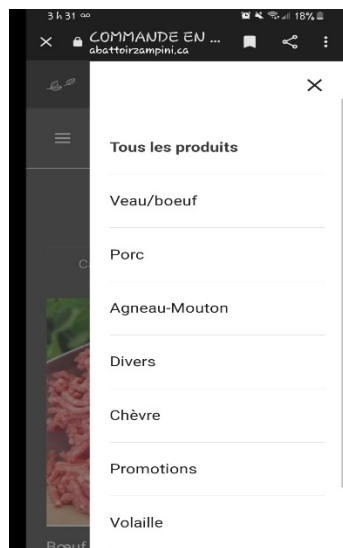 3 h 31
18%
COMMANDE EN ...
abattoirzampini.ca
Tous les produits
Veau/boeuf
Porc
Agneau-Mouton
Divers
Chèvre
Promotions
Volaille
Bœuf